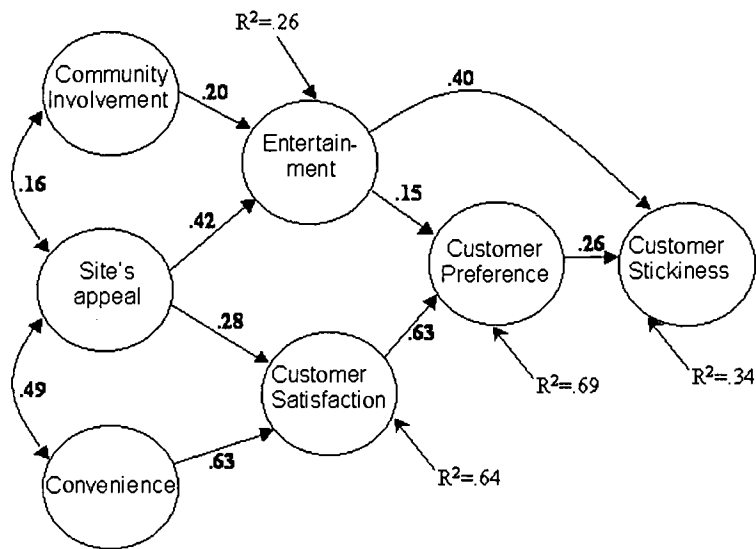 R²=.26
Community
Involvement
.20
.40
Entertain-
ment
.16
.15
.42
Site's
appeal
Customer
Preference
.26
Customer
Stickiness
.28
.63
.49
Customer
Satisfaction
R²=.69
R²=.34
.63
Convenience
R²=.64